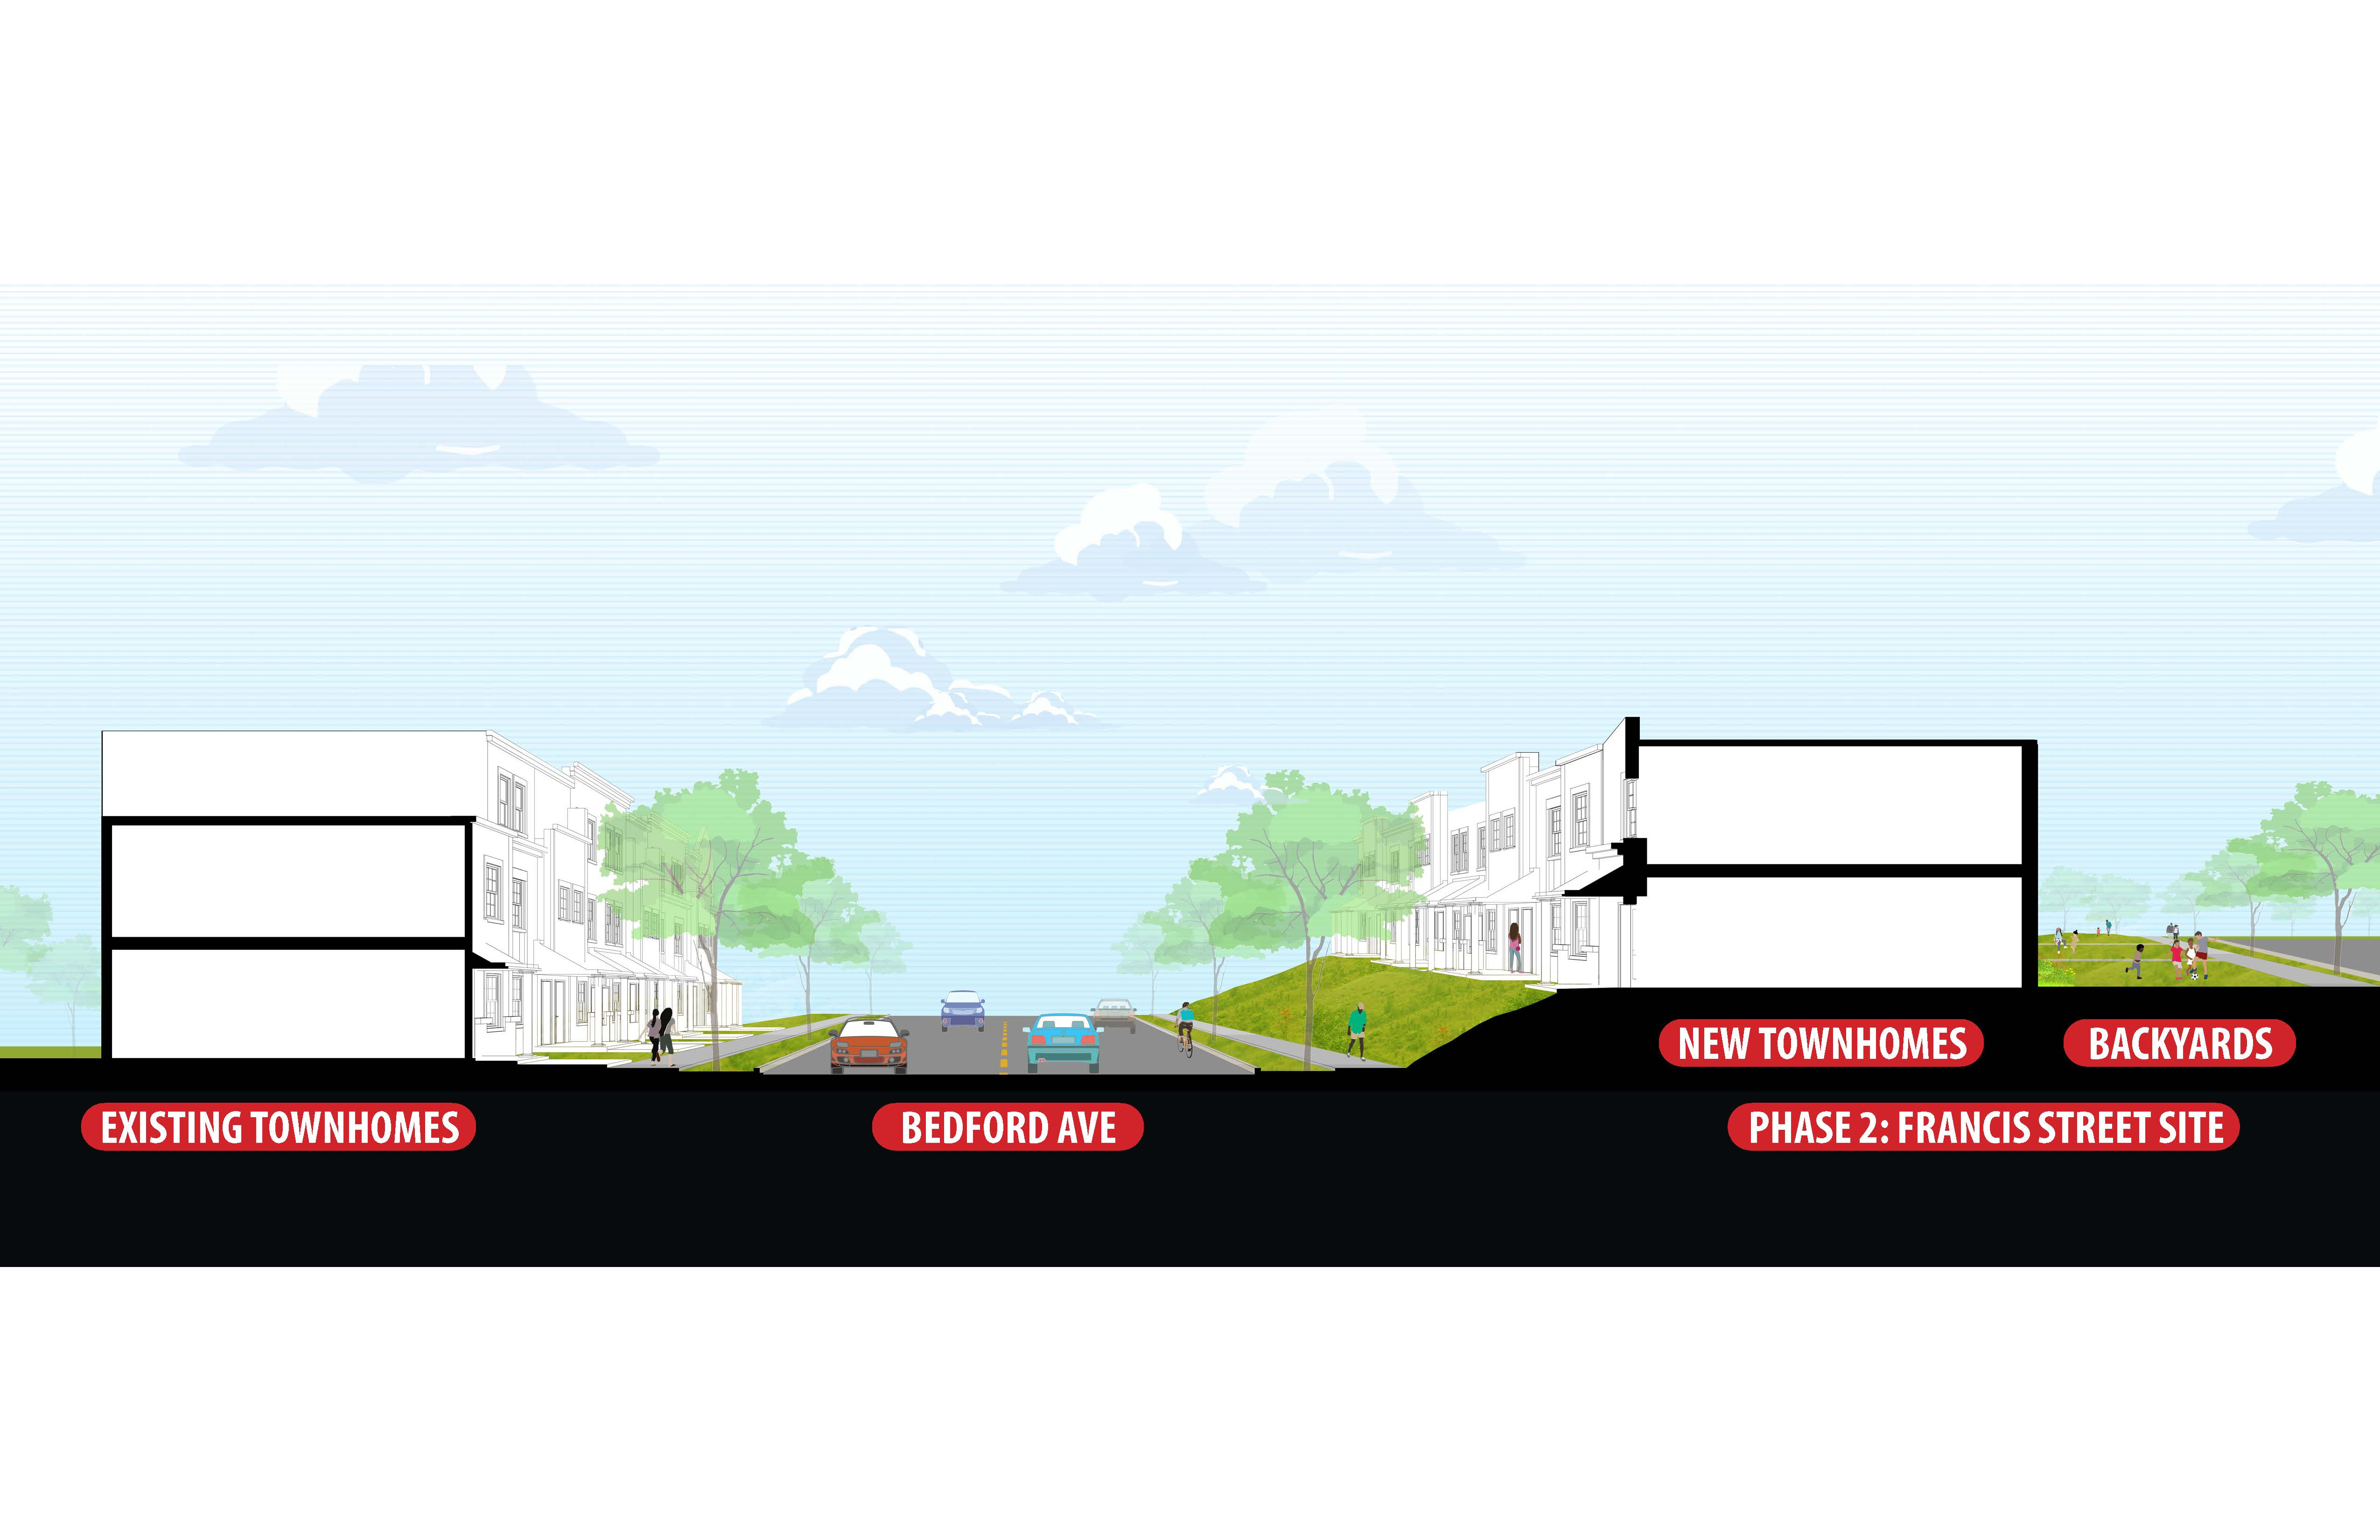 NEW TOWNHOMES
BACKYARDS
EXISTING TOWNHOMES
BEDFORD AVE
PHASE 2: FRANCIS STREET SITE